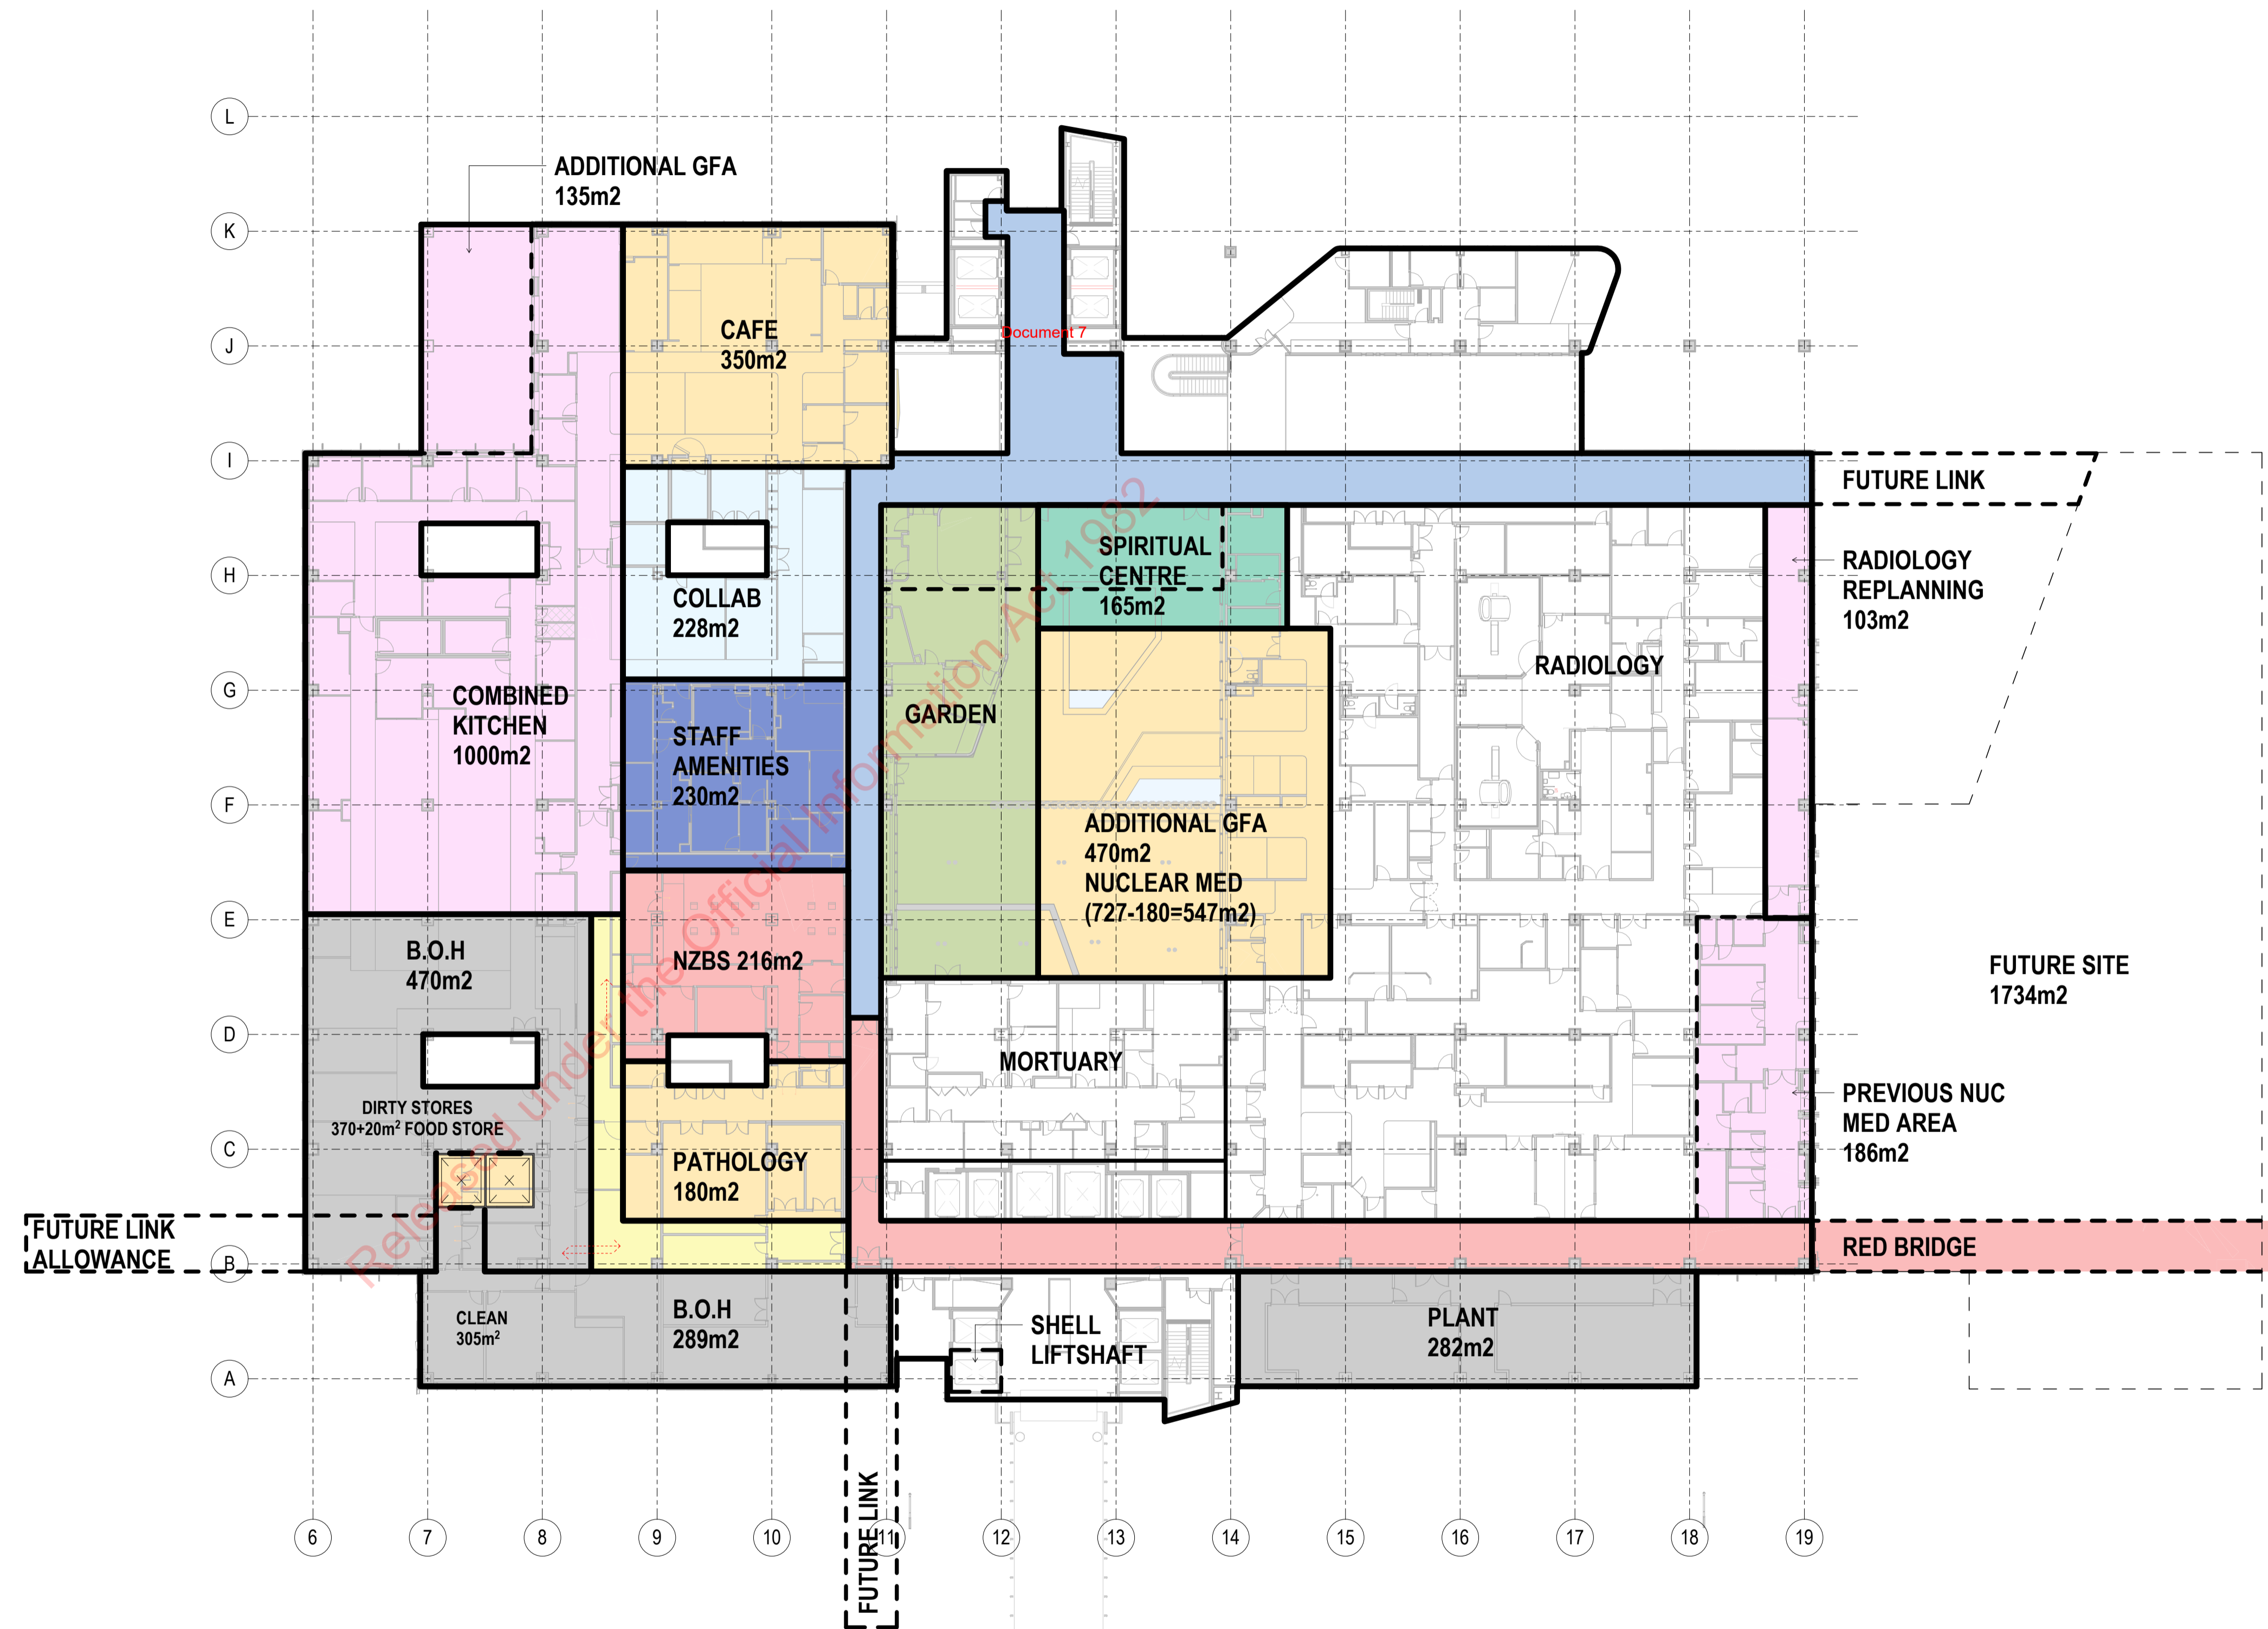 L
ADDITIONAL GFA
135m2
K
CAFE
350m2
J
Document 7
I
FUTURE LINK
H
SPIRITUAL
CENTRE
165m2
RADIOLOGY
REPLANNING
103m2
COLLAB
228m2
RADIOLOGY
G
COMBINED
KITCHEN
1000m2
GARDEN
STAFF
AMENITIES
230m2
F
ADDITIONAL GFA
470m2
NUCLEAR MED
(727-180=547m2)
E
B.O.H
470m2
NZBS 216m2
FUTURE SITE
1734m2
D
MORTUARY
DIRTY STORES
370+20m² FOOD STORE
PREVIOUS NUC
MED AREA
186m2
C
PATHOLOGY
180m2
FUTURE LINK
ALLOWANCE
B
RED BRIDGE
CLEAN
305m²
B.O.H
289m2
SHELL
LIFTSHAFT
PLANT
282m2
A
FUTURE LINK
6 7 8 9 10 11 12 13 14 15 16 17 18 19
Released under the Official Information Act 1982